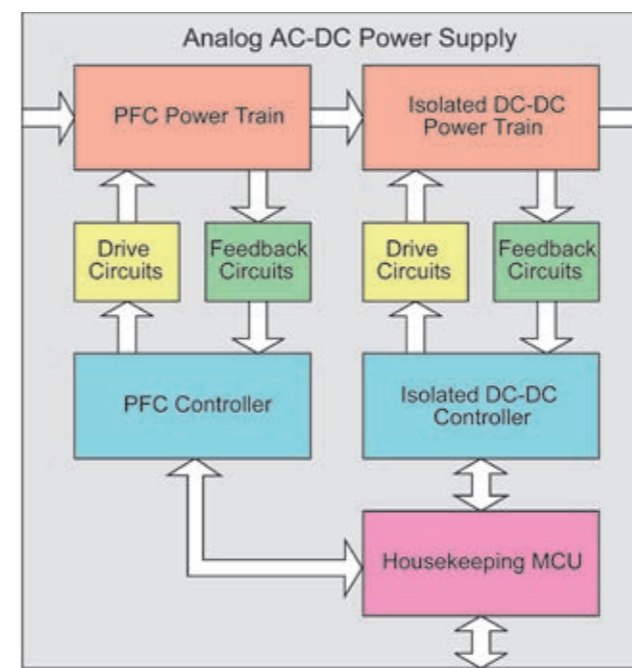 Analog AC-DC Power Supply
PFC Power Train
Isolated DC-DC
Power Train
Drive
Circuits
Feedback
Circuits
Drive
Circuits
Feedback
Circuits
PFC Controller
Isolated DC-DC
Controller
Housekeeping MCU